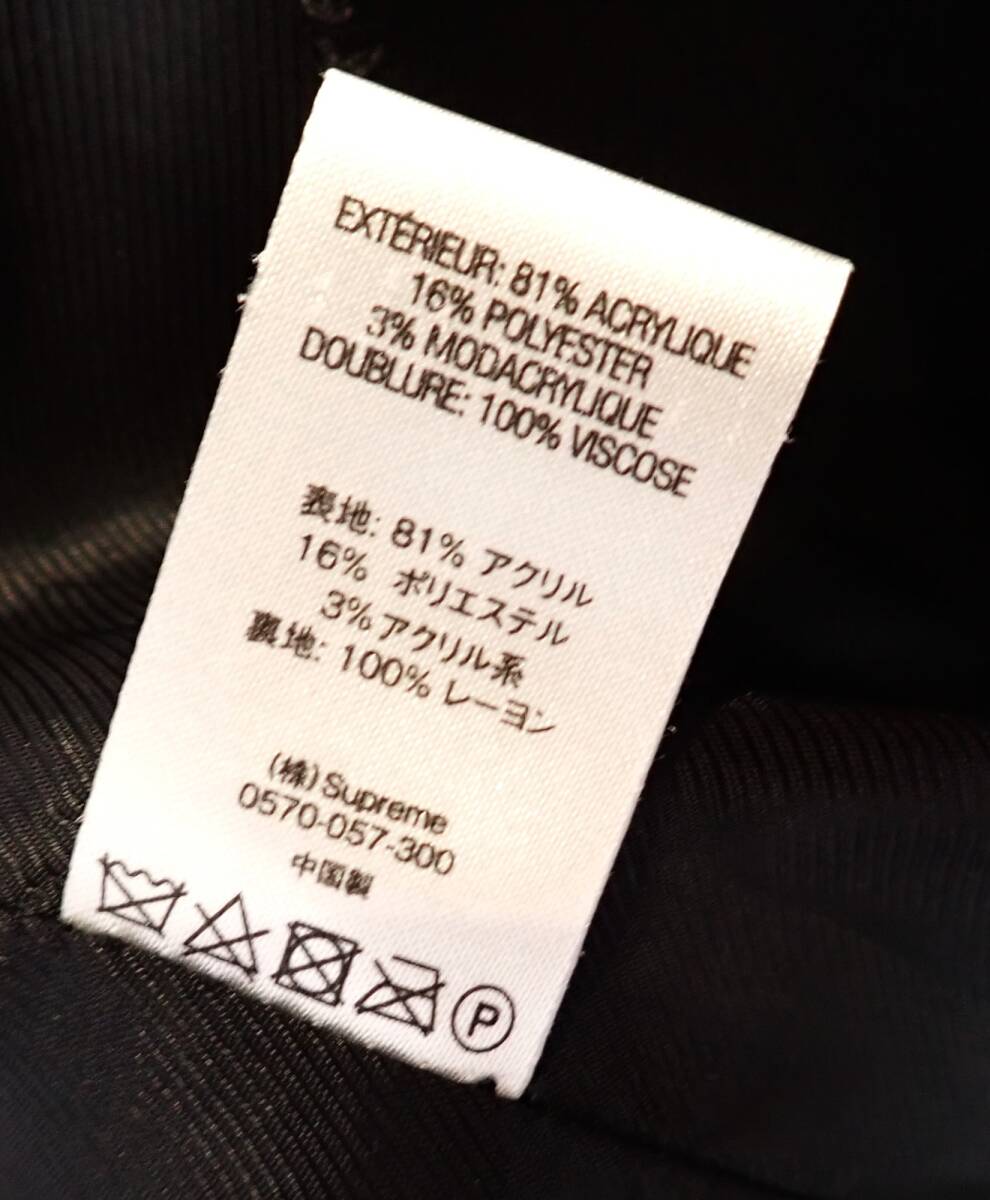 EXTÉRIEUR: 81% ACRYLIQUE
16% POLYESTER
3% MODACRYLIQUE
DOUBLURE: 100% VISCOSE
表地: 81% アクリル
16% ポリエステル
3% アクリル系
裏地: 100% レーヨン
(株) Supreme
0570-057-300
中国製
P